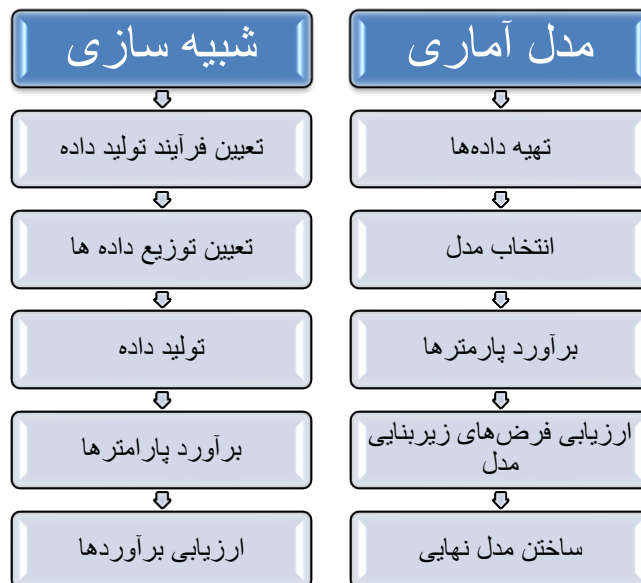 مدل آماری
تهیه داده‌ها
انتخاب مدل
برآورد پارمترها
ارزیابی فرض‌های زیربنایی
مدل
ساختن مدل نهایی
شبیه سازی
تعیین فرآیند تولید داده
تعیین توزیع داده ها
تولید داده
برآورد پارامترها
ارزیابی برآوردها